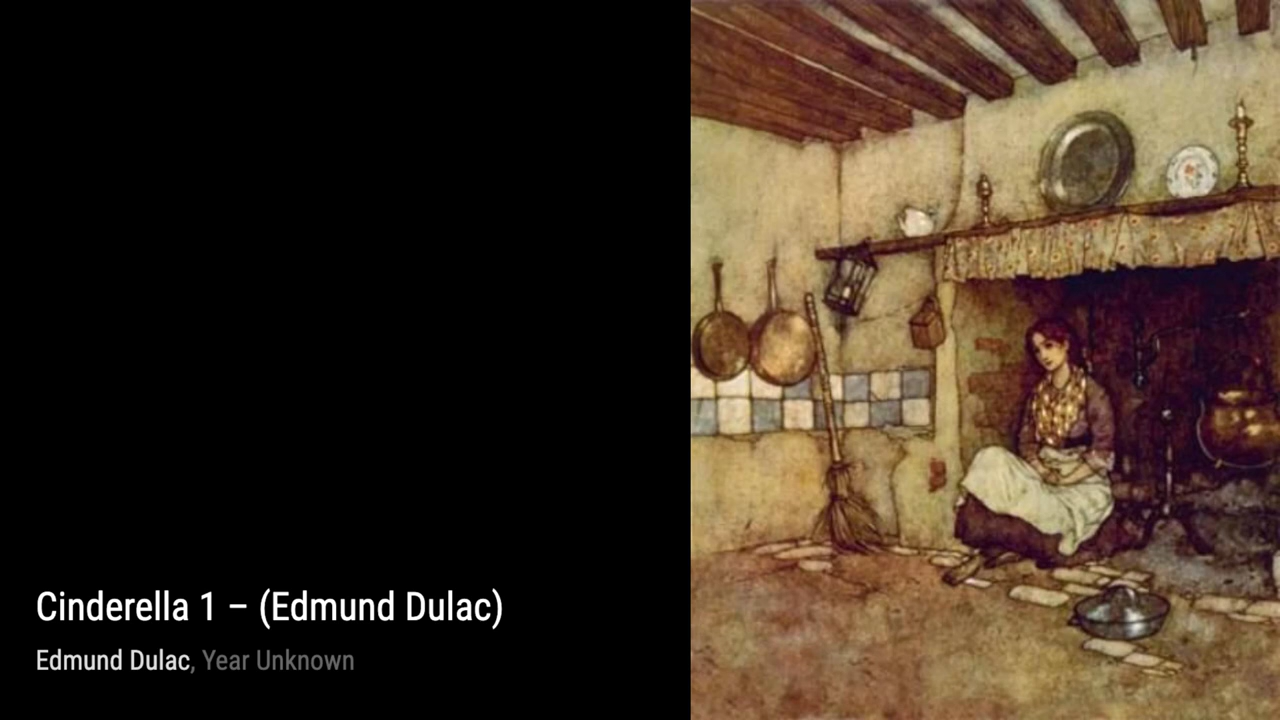 Cinderella 1 – (Edmund Dulac)
Edmund Dulac, Year Unknown